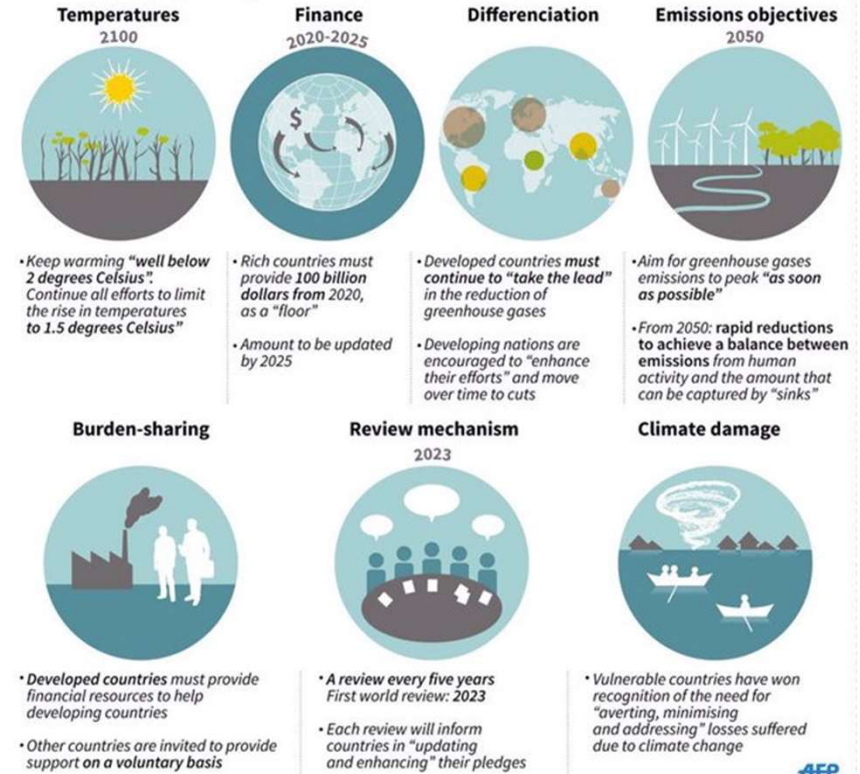 Temperatures
2100
Finance
2020-2025
Differenciation
Emissions objectives
2050
$
• Keep warming “well below
2 degrees Celsius”.
Continue all efforts to limit
the rise in temperatures
to 1.5 degrees Celsius”
• Rich countries must
provide 100 billion
dollars from 2020,
as a “floor”
• Amount to be updated
by 2025
• Developed countries must
continue to “take the lead”
in the reduction of
greenhouse gases
• Developing nations are
encouraged to “enhance
their efforts” and move
over time to cuts
• Aim for greenhouse gases
emissions to peak “as soon
as possible”
• From 2050: rapid reductions
to achieve a balance between
emissions from human
activity and the amount that
can be captured by “sinks”
Burden-sharing
Review mechanism
2023
Climate damage
• Developed countries must provide
financial resources to help
developing countries
• Other countries are invited to provide
support on a voluntary basis
• A review every five years
First world review: 2023
• Each review will inform
countries in “updating
and enhancing” their pledges
• Vulnerable countries have won
recognition of the need for
“averting, minimising
and addressing” losses suffered
due to climate change
AFP